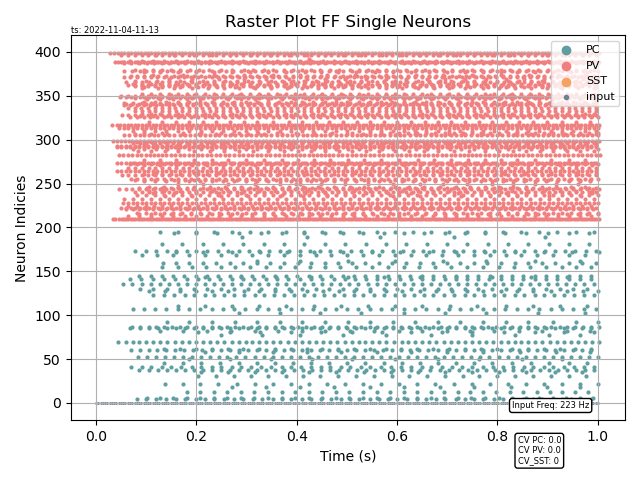 Raster Plot FF Single Neurons
ts: 2022-11-04-11-13
400
350
300
250
200
150
100
50
0
Neuron Indicies
PC
PV
SST
input
Input Freq: 223 Hz
0.0 0.2 0.4 0.6 0.8 1.0
Time (s)
CV PC: 0.0
CV PV: 0.0
CV_SST: 0